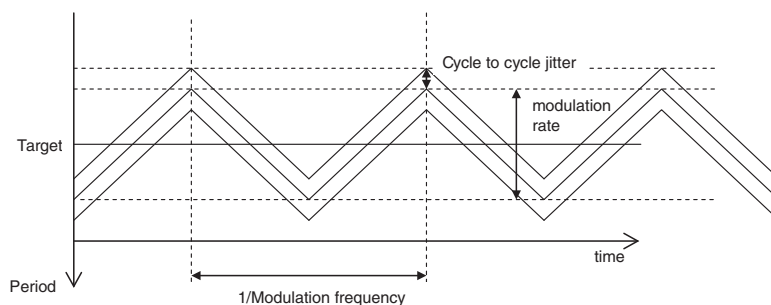 Cycle to cycle jitter
modulation
rate
Target
time
Period
1/Modulation frequency